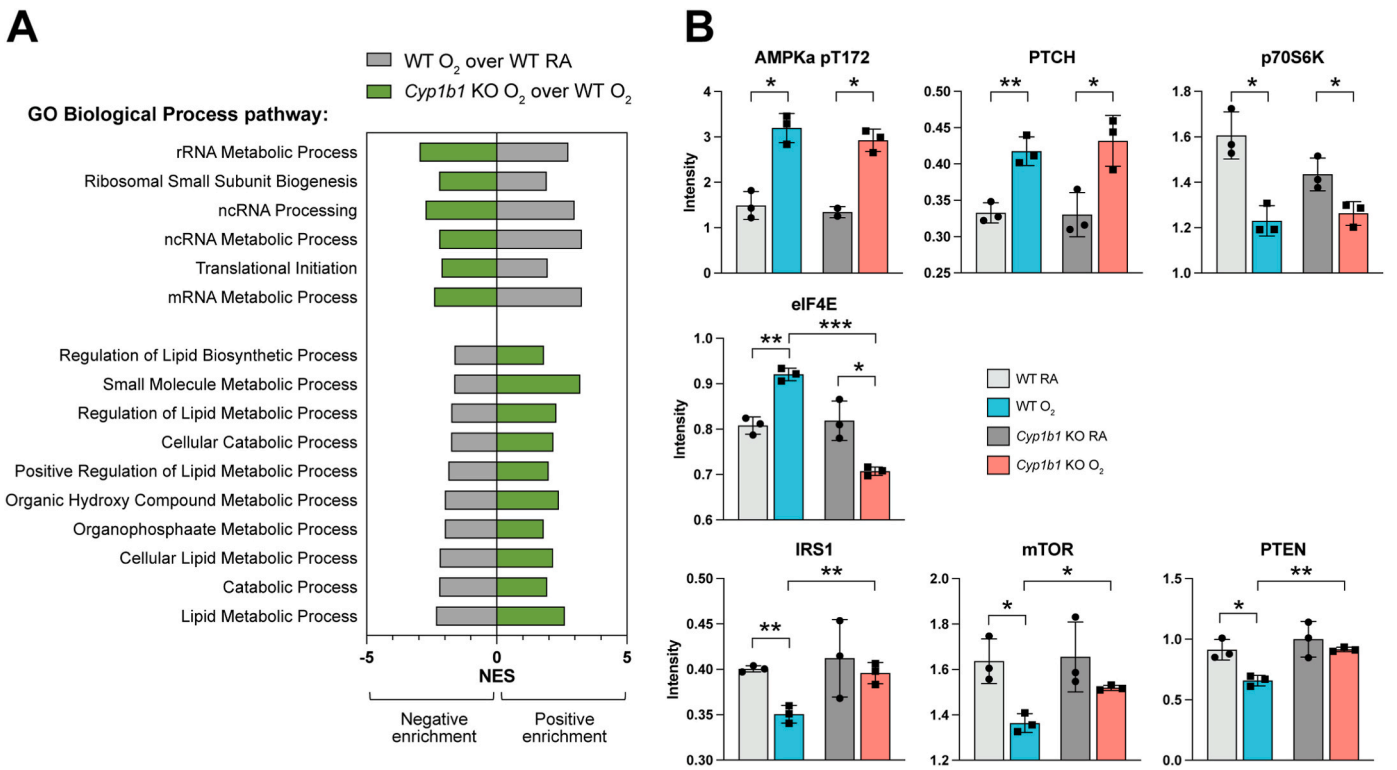 A
WT O2 over WT RA
Cyp1b1 KO O2 over WT O2
GO Biological Process pathway:
rRNA Metabolic Process
Ribosomal Small Subunit Biogenesis
ncRNA Processing
ncRNA Metabolic Process
Translational Initiation
mRNA Metabolic Process
Regulation of Lipid Biosynthetic Process
Small Molecule Metabolic Process
Regulation of Lipid Metabolic Process
Cellular Catabolic Process
Positive Regulation of Lipid Metabolic Process
Organic Hydroxy Compound Metabolic Process
Organophosphaate Metabolic Process
Cellular Lipid Metabolic Process
Catabolic Process
Lipid Metabolic Process
-5 0 5
NES
Negative enrichment
Positive enrichment
B
AMPKa pT172
Intensity
4
3
2
1
0
* *
PTCH
0.50
0.45
0.40
0.35
0.30
0.25
** *
p70S6K
1.8
1.6
1.4
1.2
1.0
* *
eIF4E
Intensity
1.0
0.9
0.8
0.7
0.6
** *** *
WT RA
WT O2
Cyp1b1 KO RA
Cyp1b1 KO O2
IRS1
Intensity
0.50
0.45
0.40
0.35
0.30
** **
mTOR
2.0
1.8
1.6
1.4
1.2
* *
PTEN
1.5
1.0
0.5
0.0
* **